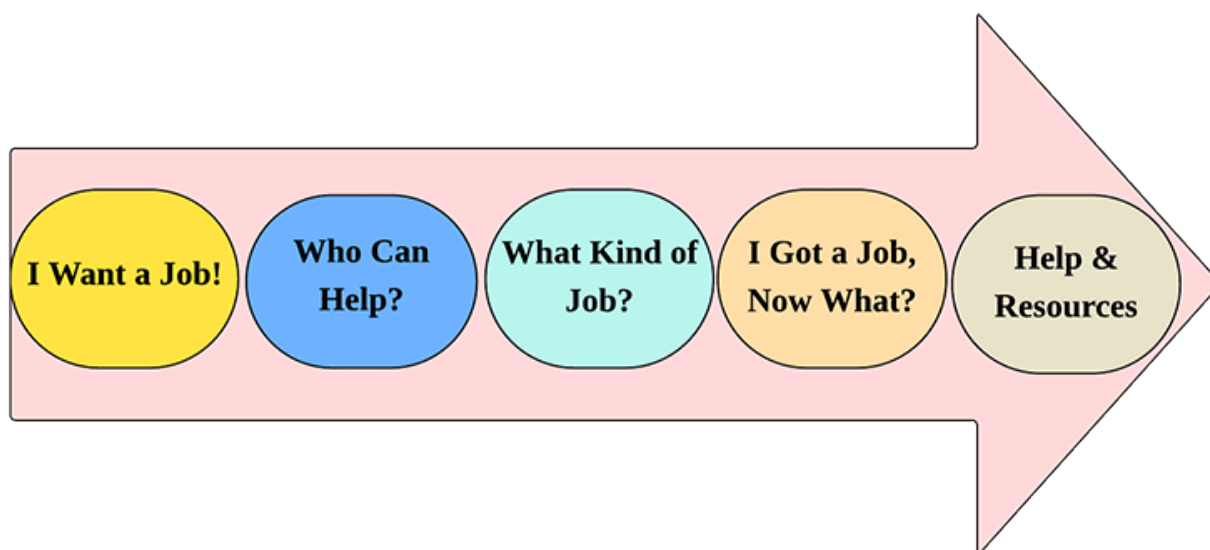 I Want a Job!
Who Can
Help?
What Kind of
Job?
I Got a Job,
Now What?
Help &
Resources